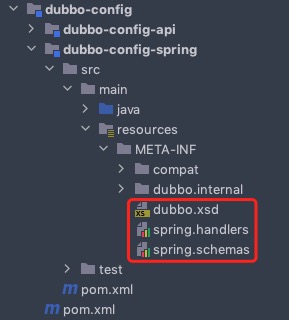 dubbo-config
dubbo-config-api
dubbo-config-spring
src
main
java
resources
META-INF
compat
dubbo.internal
dubbo.xsd
spring.handlers
spring.schemas
test
pom.xml
pom.xml